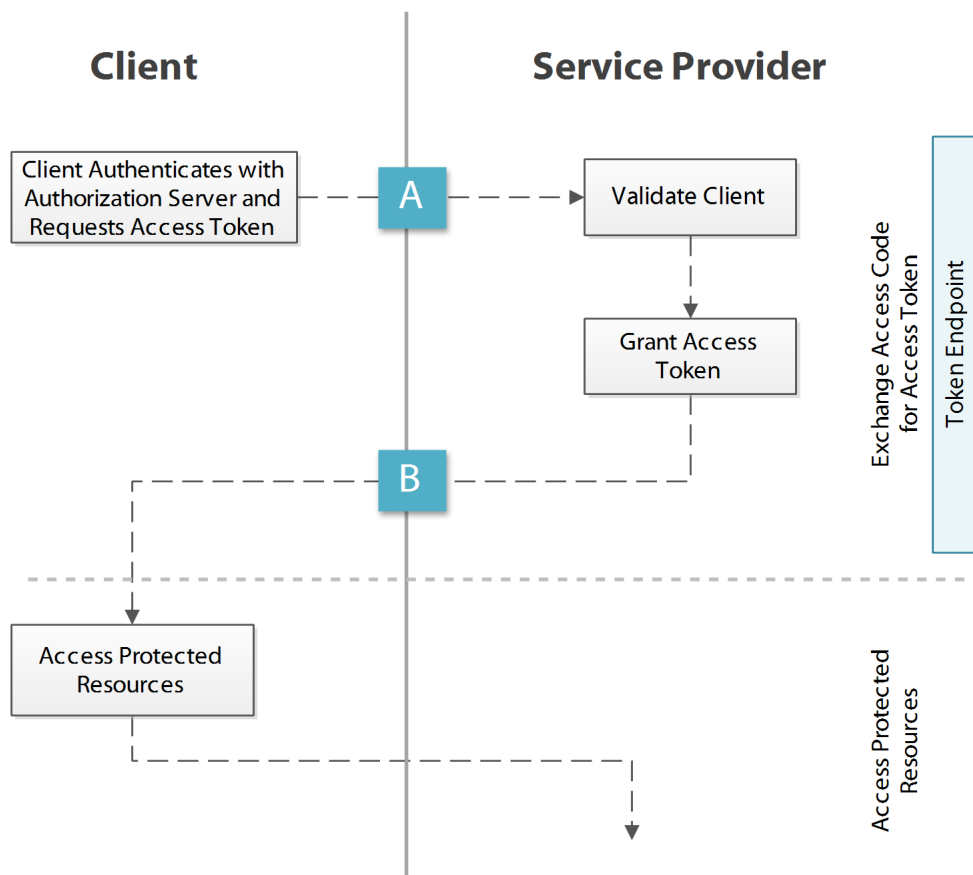 Client
Service Provider
Client Authenticates with
Authorization Server and
Requests Access Token
A
Validate Client
Grant Access
Token
Exchange Access Code
for Access Token
Token Endpoint
B
Access Protected
Resources
Access Protected
Resources